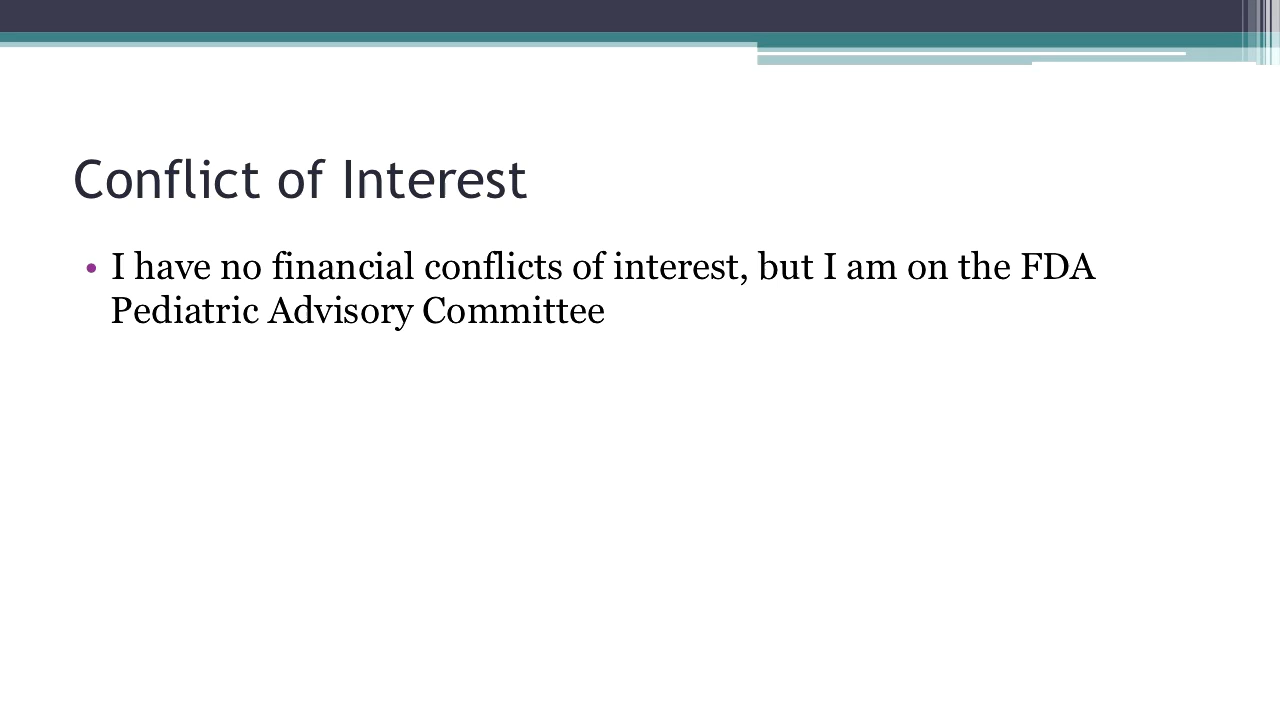 Conflict of Interest
• I have no financial conflicts of interest, but I am on the FDA
Pediatric Advisory Committee